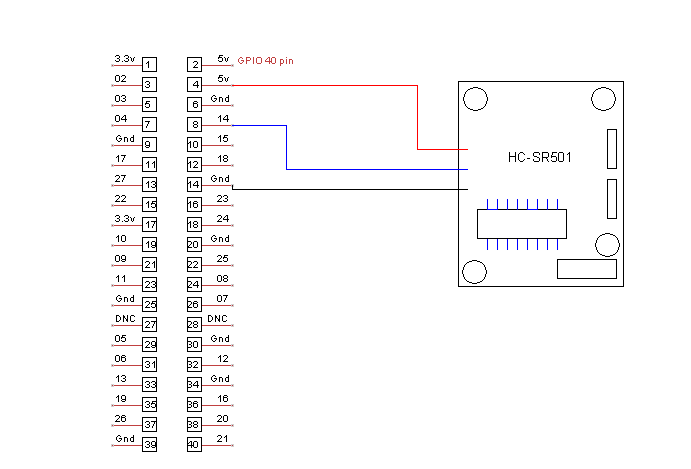 3.3v 1 2 5v GPIO 40 pin
02 3 4 5v
03 5 6 Gnd
04 7 8 14
Gnd 9 10 15
HC-SR501
17 11 12 18
27 13 14 Gnd
22 15 16 23
3.3v 17 18 24
10 19 20 Gnd
09 21 22 25
11 23 24 08
Gnd 25 26 07
DNC 27 28 DNC
05 29 30 Gnd
06 31 32 12
13 33 34 Gnd
19 35 36 16
26 37 38 20
Gnd 39 40 21